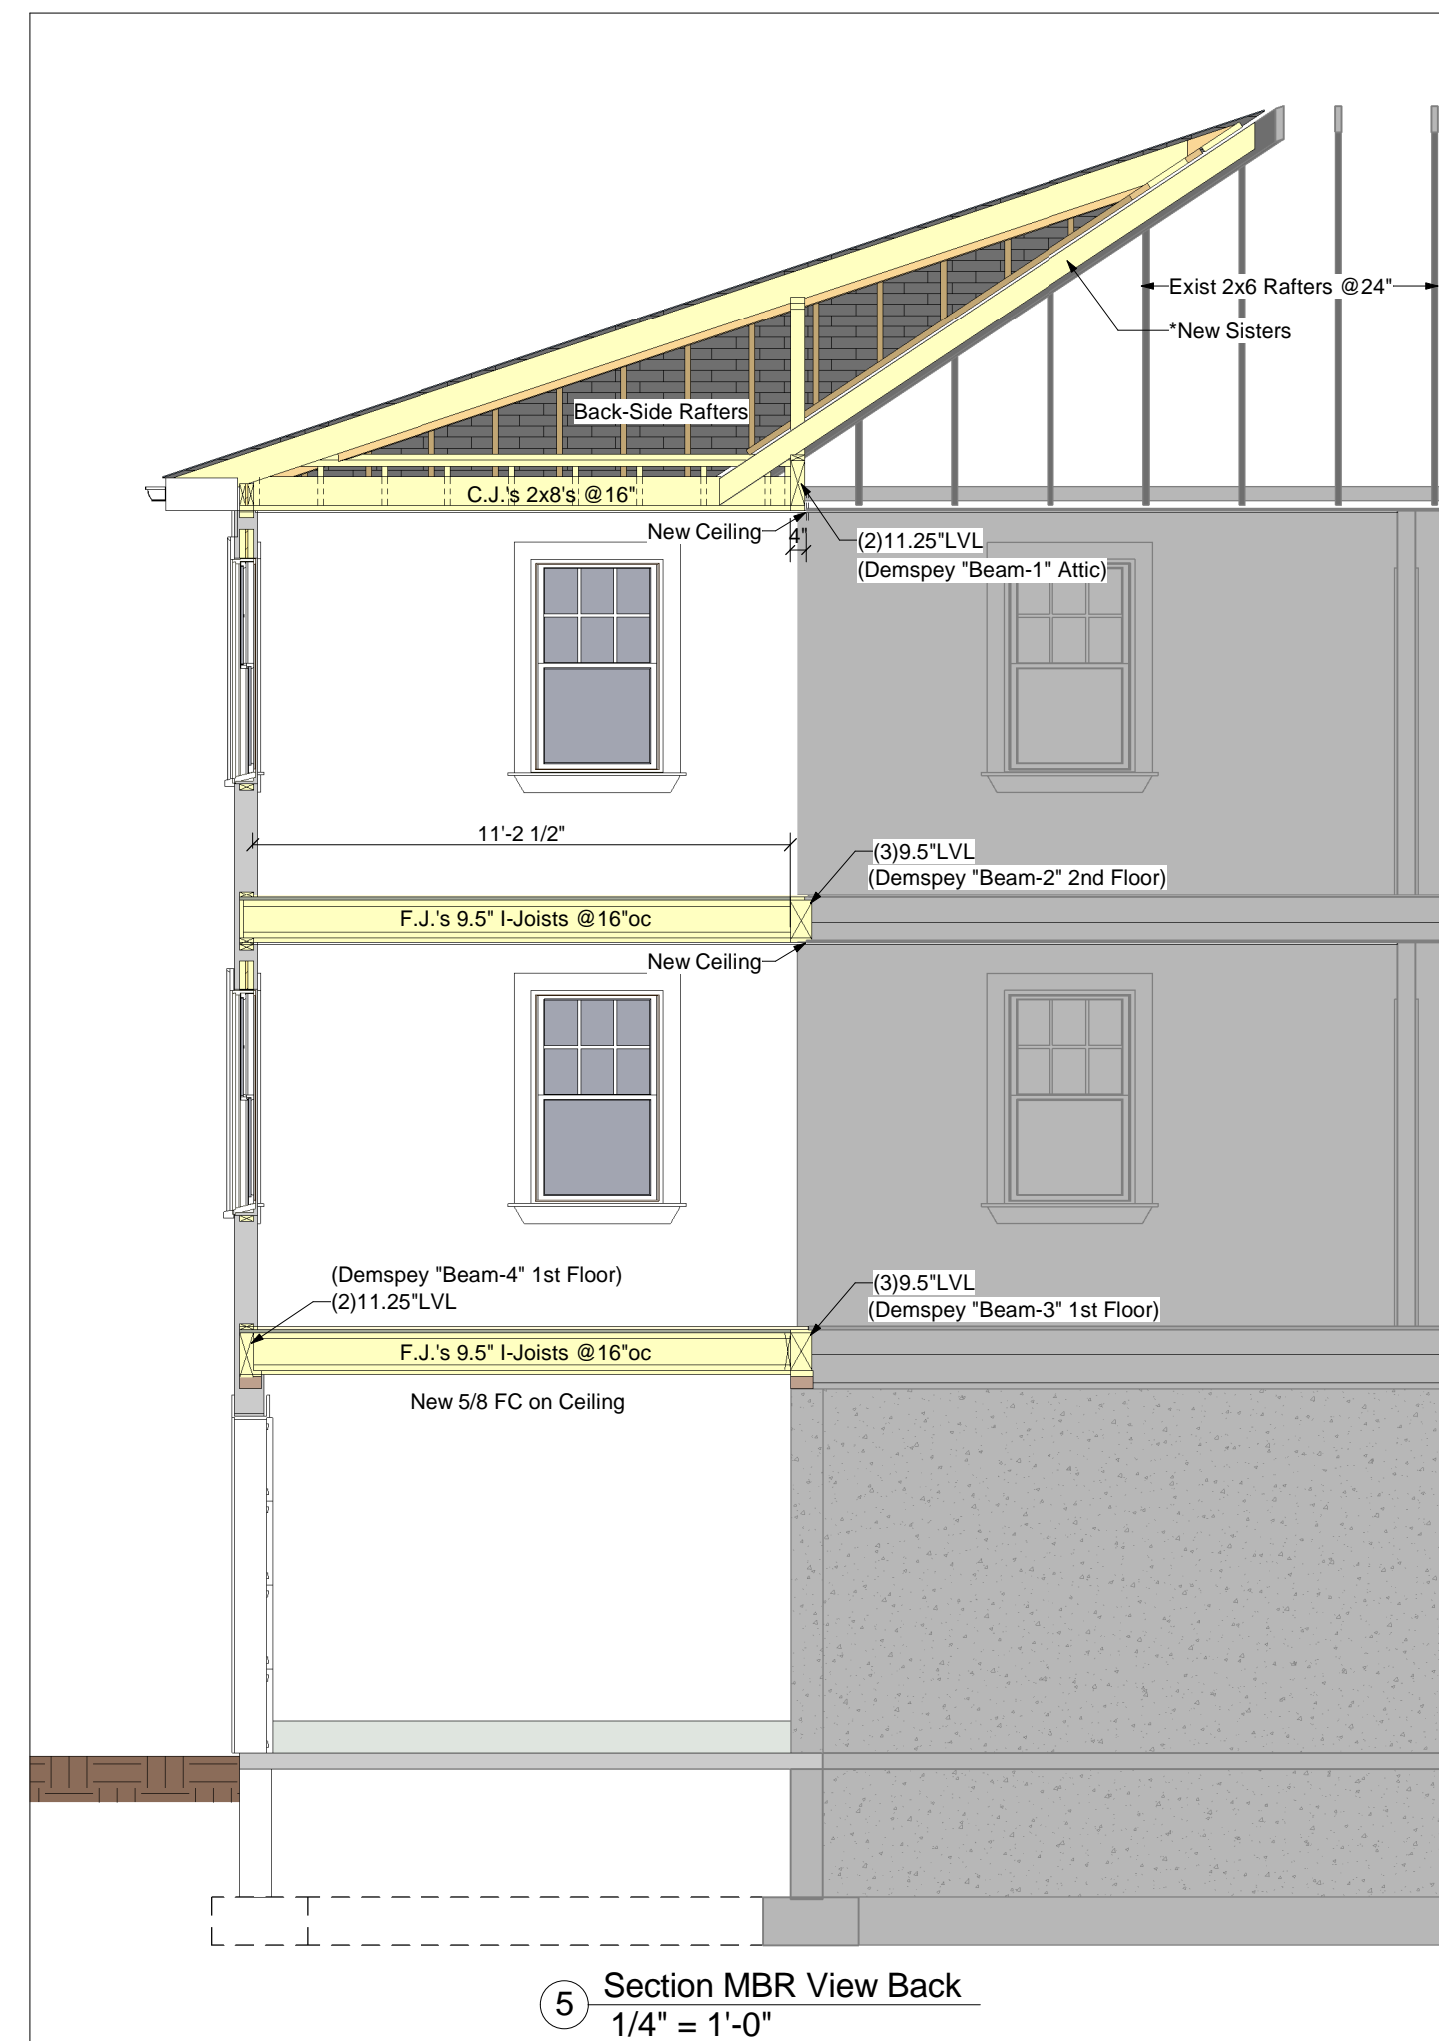 Exist 2x6 Rafters @24"
*New Sisters
Back-Side Rafters
C.J.'s 2x8's @16"
New Ceiling
4"
(2)11.25"LVL
(Demspey "Beam-1" Attic)
11'-2 1/2"
(3)9.5"LVL
(Demspey "Beam-2" 2nd Floor)
F.J.'s 9.5" I-Joists @16"oc
New Ceiling
(Demspey "Beam-4" 1st Floor)
(2)11.25"LVL
(3)9.5"LVL
(Demspey "Beam-3" 1st Floor)
F.J.'s 9.5" I-Joists @16"oc
New 5/8 FC on Ceiling
5
Section MBR View Back
1/4" = 1'-0"